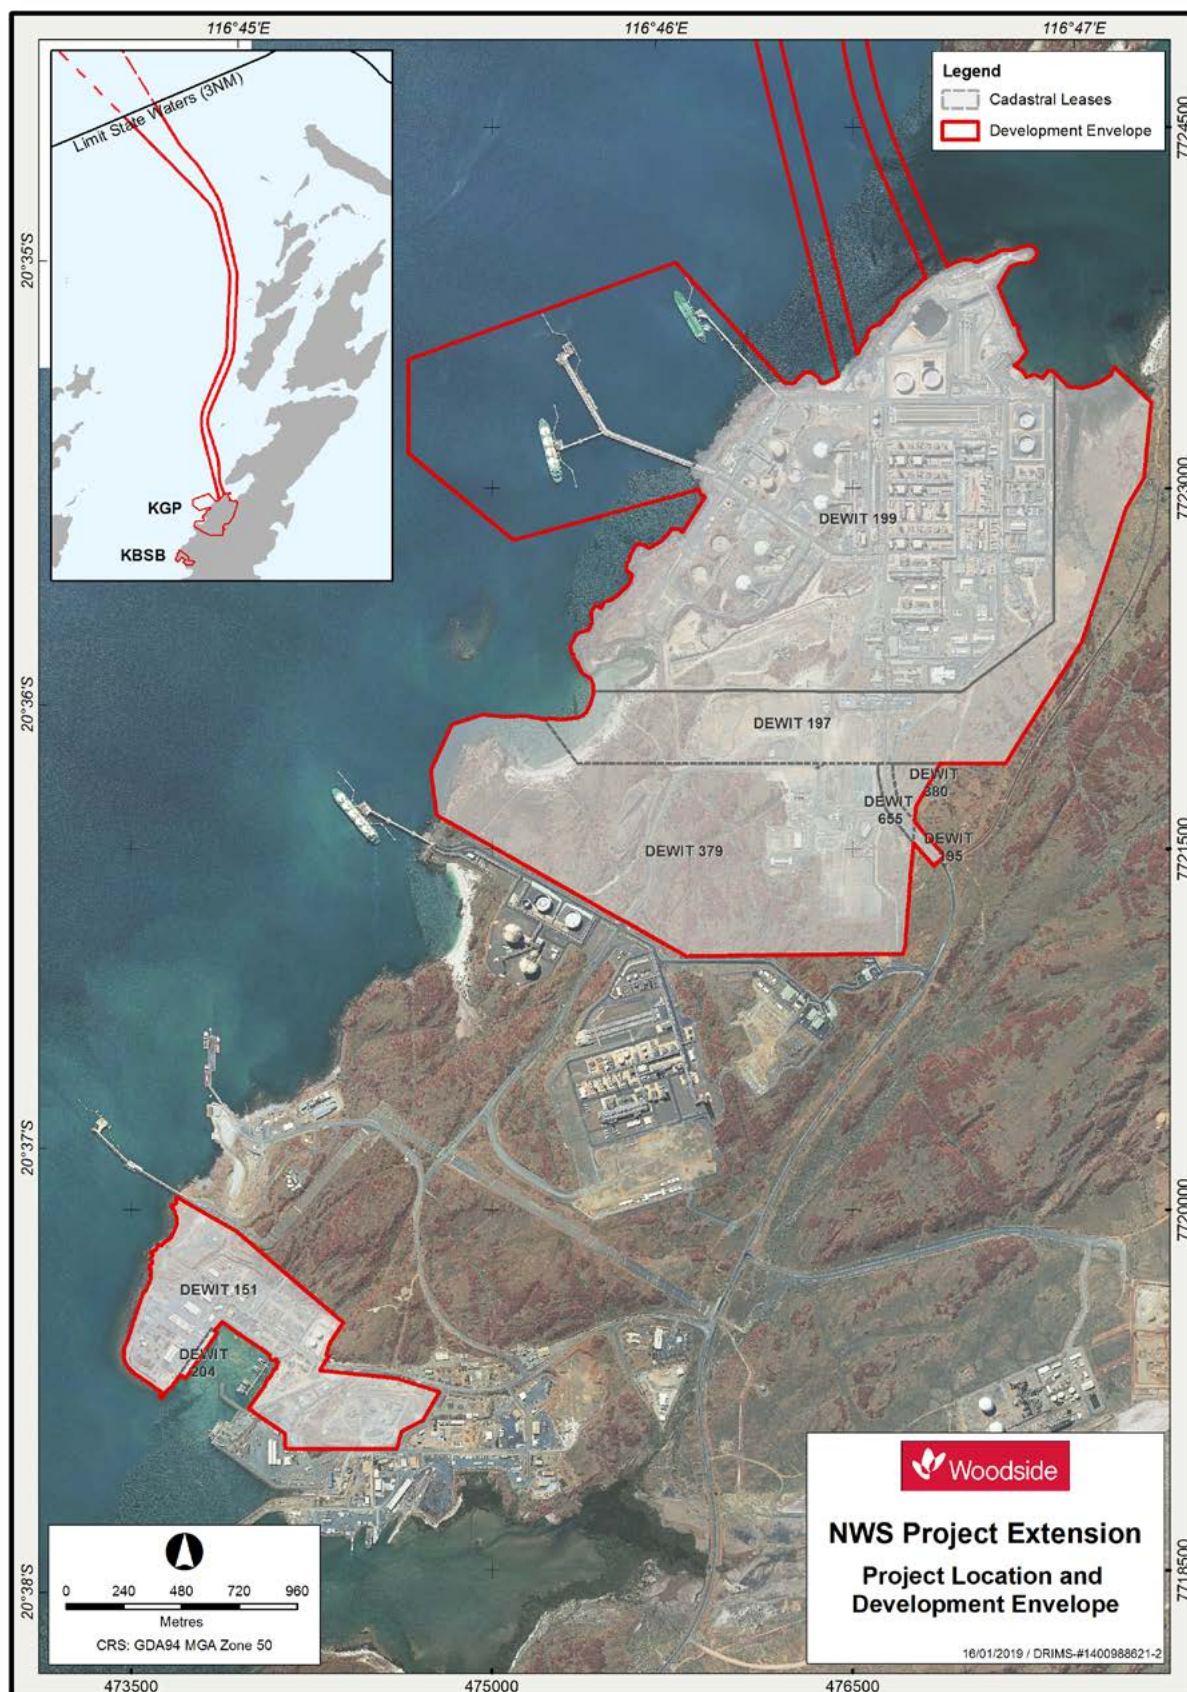 116°45'E
116°46'E
116°47'E
Limit State Waters (3NM)
KGP
KBSB
Legend
Cadastral Leases
Development Envelope
20°35'S
20°36'S
20°37'S
20°38'S
7724500
7723000
7721500
7720000
7718500
DEWIT 199
DEWIT 197
DEWIT
380
DEWIT
655
DEWIT
195
DEWIT 379
DEWIT 151
DEWIT
204
0 240 480 720 960
Metres
CRS: GDA94 MGA Zone 50
Woodside
NWS Project Extension
Project Location and
Development Envelope
16/01/2019 / DRIMS-#1400988621-2
473500
475000
476500